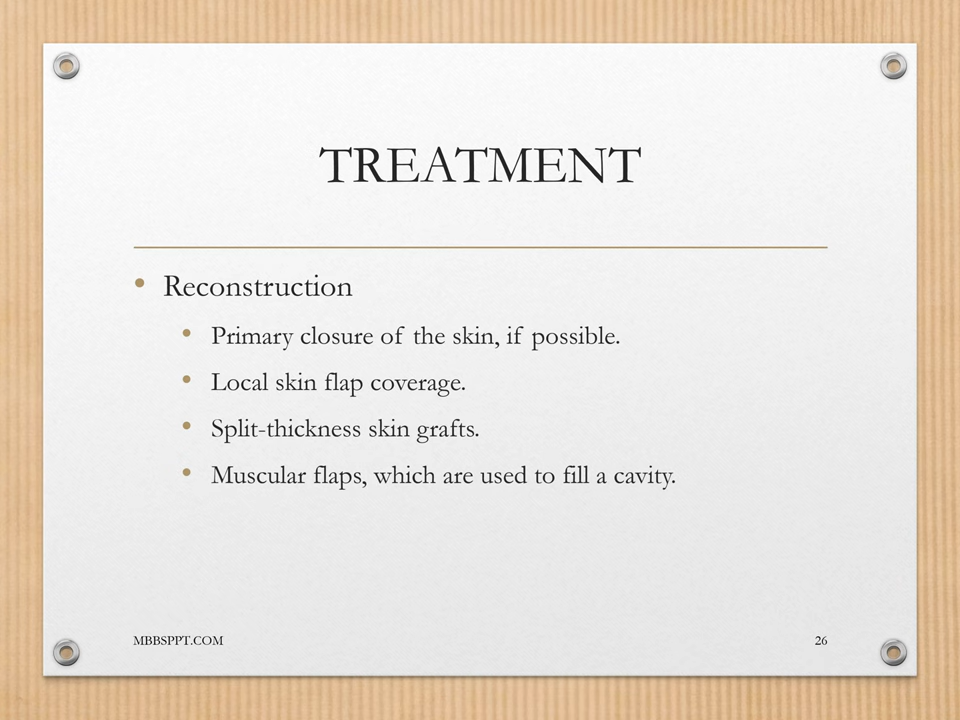 TREATMENT
• Reconstruction
• Primary closure of the skin, if possible.
• Local skin flap coverage.
• Split-thickness skin grafts.
• Muscular flaps, which are used to fill a cavity.
MBBSPPT.COM 26